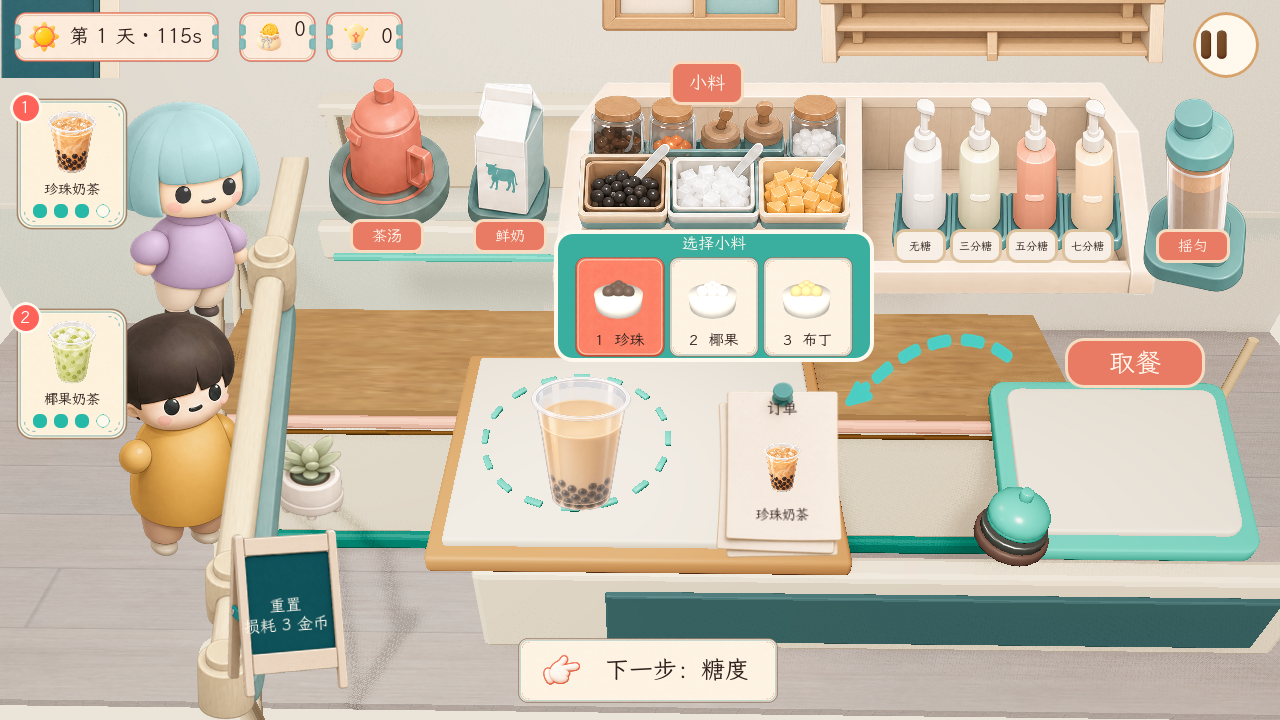 第 1 天·115s
0
0
小料
1
珍珠奶茶
2
椰果奶茶
茶汤
鲜奶
无糖
三分糖
五分糖
七分糖
摇匀
选择小料
1 珍珠
2 椰果
3 布丁
取餐
订单
珍珠奶茶
重置
损耗 3 金币
下一步：糖度